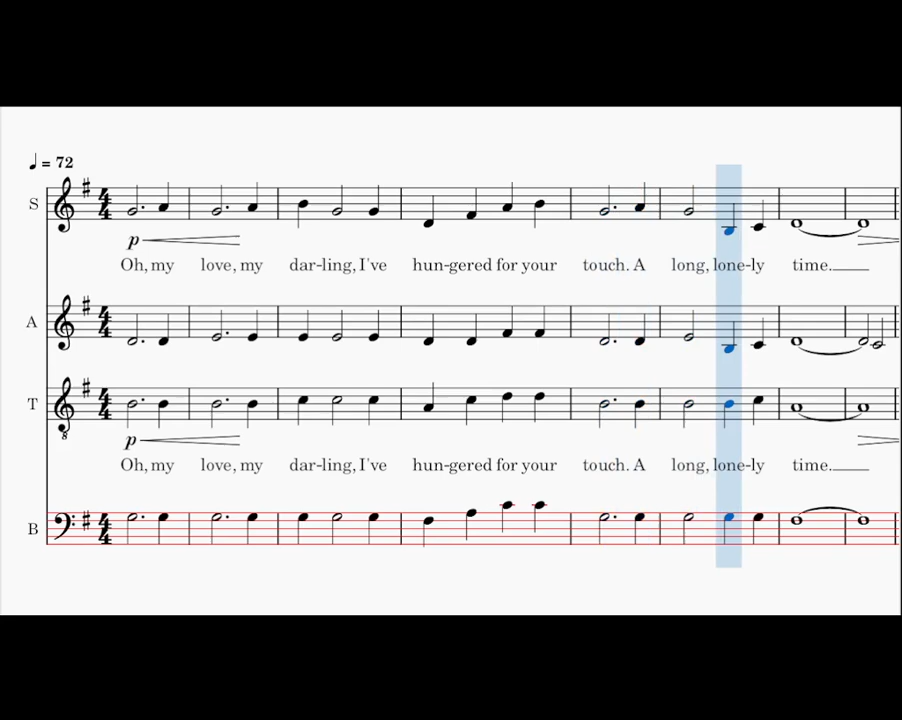 ♩ = 72
S
p
Oh, my love, my dar-ling, I've hun-gered for your touch. A long, lone-ly time.
A
T
8
p
Oh, my love, my dar-ling, I've hun-gered for your touch. A long, lone-ly time.
B